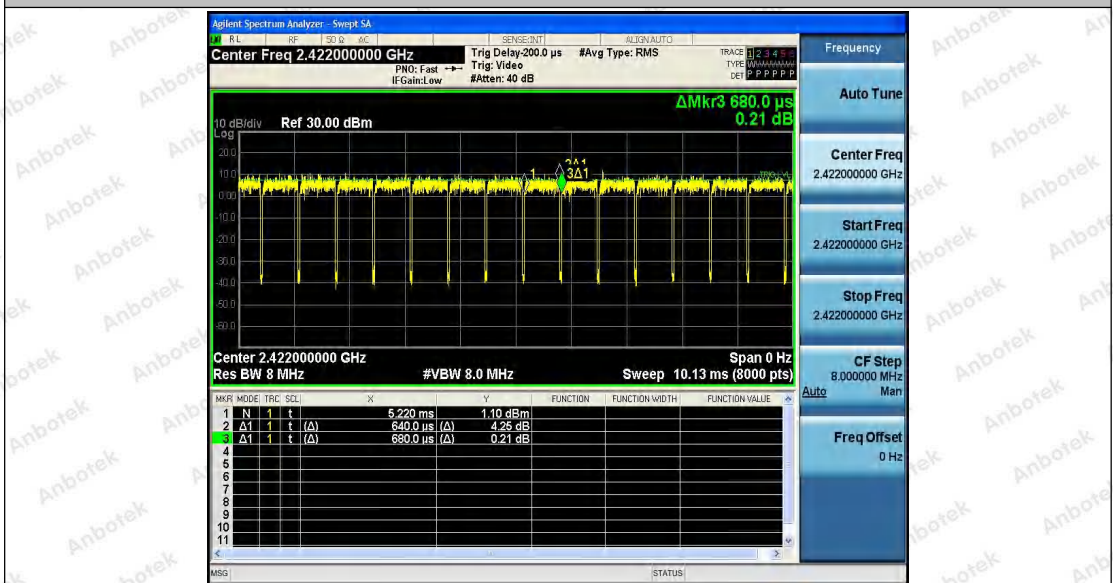 Agilent Spectrum Analyzer - Swept SA
RL RF 50 Ω AC SENSE:INT ALIGN AUTO
Center Freq 2.422000000 GHz
PNO: Fast
IFGain:Low
Trig Delay-200.0 µs
Trig: Video
#Atten: 40 dB
#Avg Type: RMS
TRACE 1 2 3 4 5 6
TYPE
DET P P P P P P
ΔMkr3 680.0 µs
0.21 dB
10 dB/div Ref 30.00 dBm
Log
20.0
10.0
0.00
-10.0
-20.0
-30.0
-40.0
-50.0
-60.0
1
3Δ1
Center 2.422000000 GHz Span 0 Hz
Res BW 8 MHz #VBW 8.0 MHz Sweep 10.13 ms (8000 pts)
MKR MODE TRC SCL X Y FUNCTION FUNCTION WIDTH FUNCTION VALUE
1 N 1 t 5.220 ms 1.10 dBm
2 Δ1 1 t (Δ) 640.0 µs (Δ) 4.25 dB
3 Δ1 1 t (Δ) 680.0 µs (Δ) 0.21 dB
4
5
6
7
8
9
10
11
MSG STATUS
Frequency
Auto Tune
Center Freq
2.422000000 GHz
Start Freq
2.422000000 GHz
Stop Freq
2.422000000 GHz
CF Step
8.000000 MHz
Auto Man
Freq Offset
0 Hz
Anbotek